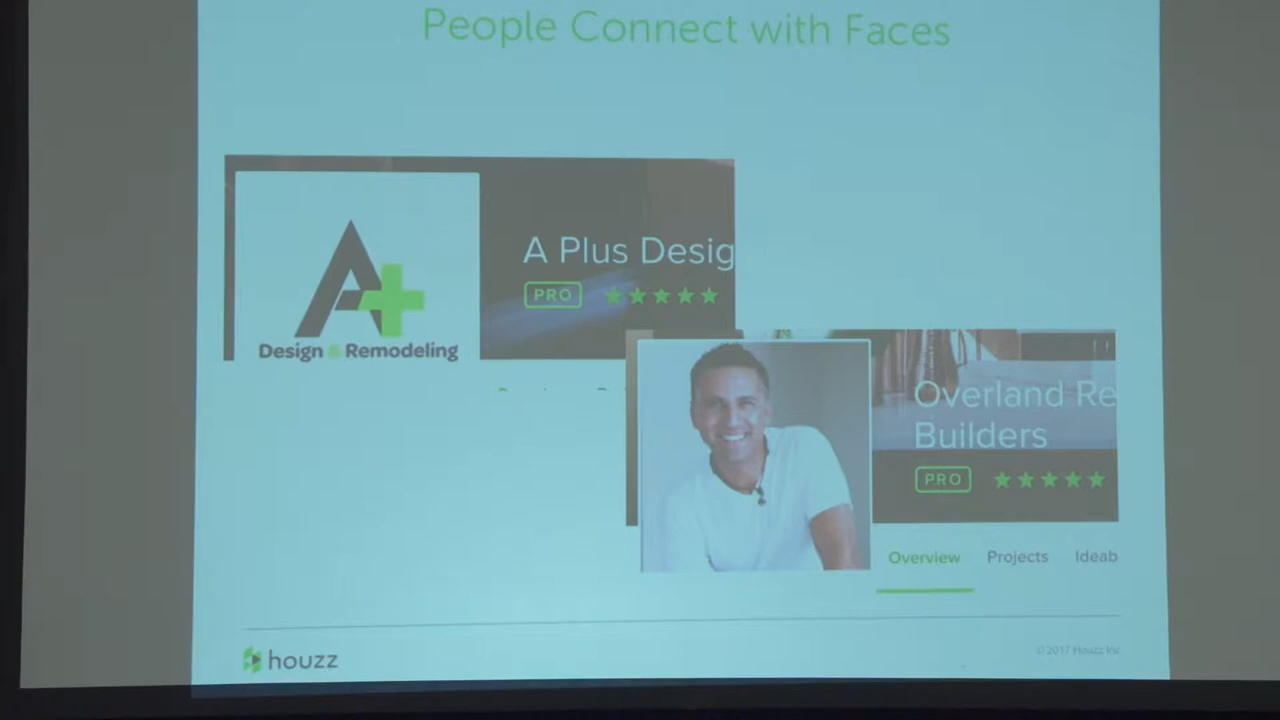 People Connect with Faces
A Plus Desig
PRO
A+
Design & Remodeling
Overland Re
Builders
PRO
Overview Projects Ideab
houzz
© 2017 Houzz Inc